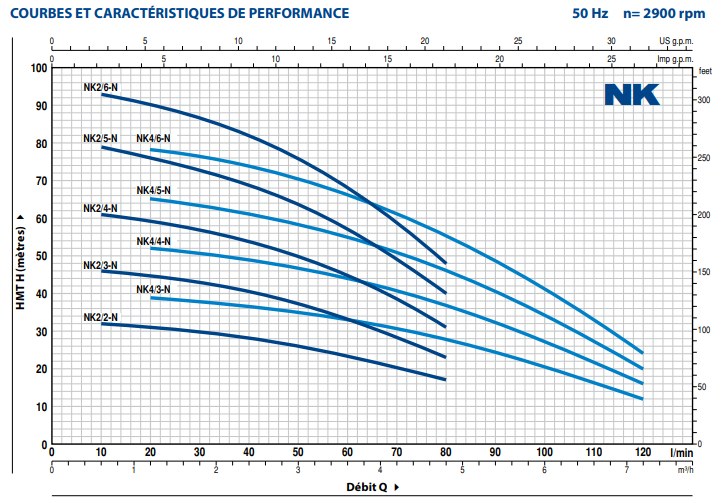 COURBES ET CARACTÉRISTIQUES DE PERFORMANCE 50 Hz n= 2900 rpm
0 5 10 15 20 25 30 US g.p.m.
0 5 10 15 20 25 Imp g.p.m.
100 feet
NK
NK2/6-N
90 300
NK2/5-N NK4/6-N
80 250
70
NK4/5-N
NK2/4-N
60 200
NK4/4-N
50 150
NK2/3-N
NK4/3-N
40
NK2/2-N
30 100
20 50
10
0 0
HMT H (mètres)
0 10 20 30 40 50 60 70 80 90 100 110 120 l/min
0 1 2 3 4 5 6 7 m³/h
Débit Q